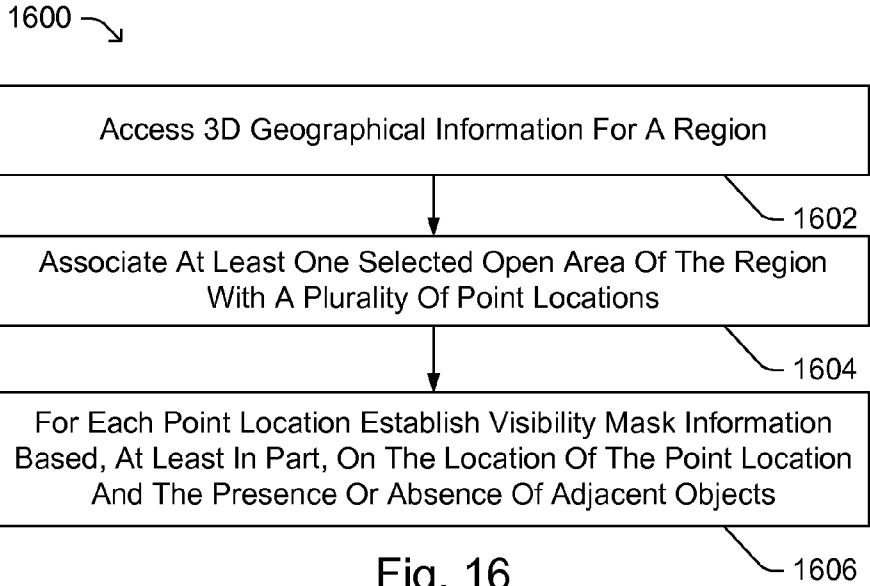 1600
Access 3D Geographical Information For A Region
1602
Associate At Least One Selected Open Area Of The Region
With A Plurality Of Point Locations
1604
For Each Point Location Establish Visibility Mask Information
Based, At Least In Part, On The Location Of The Point Location
And The Presence Or Absence Of Adjacent Objects
1606
Fig. 16